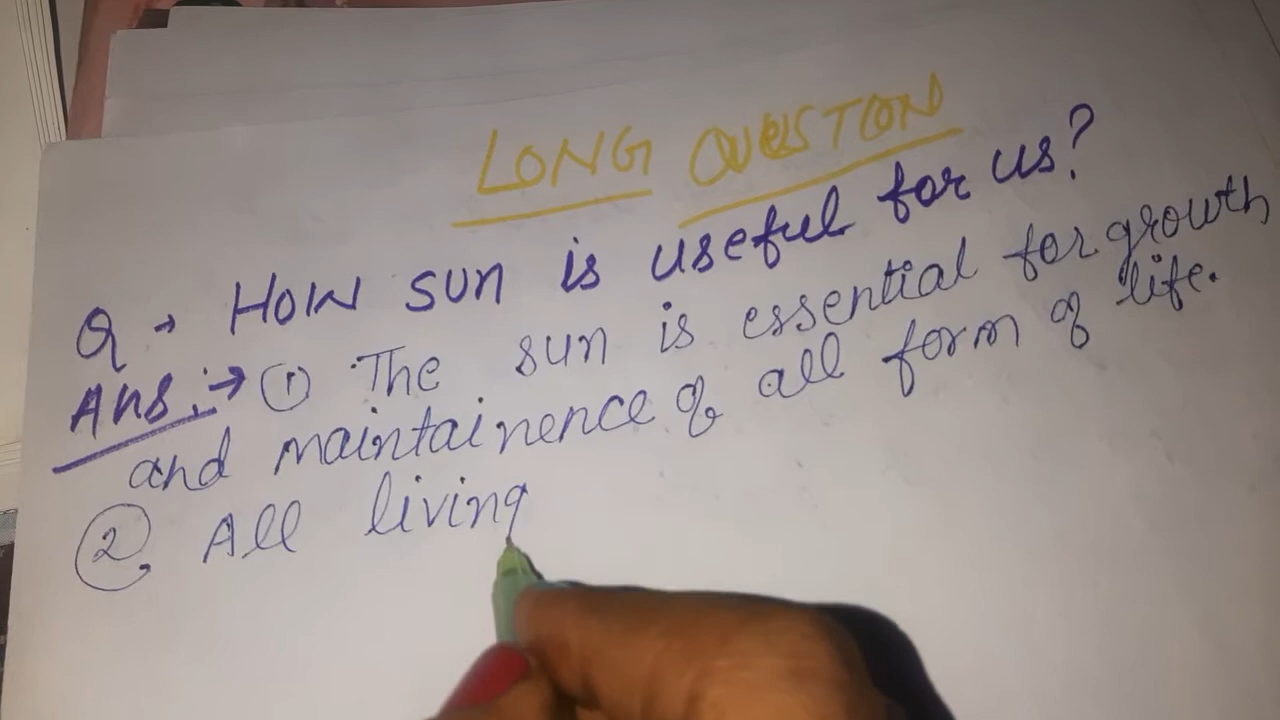 LONG QUESTION
Q → HOW SUN is useful for us?
Ans :→ ① The sun is essential for growth
and maintainence of all form of life.
②. All living